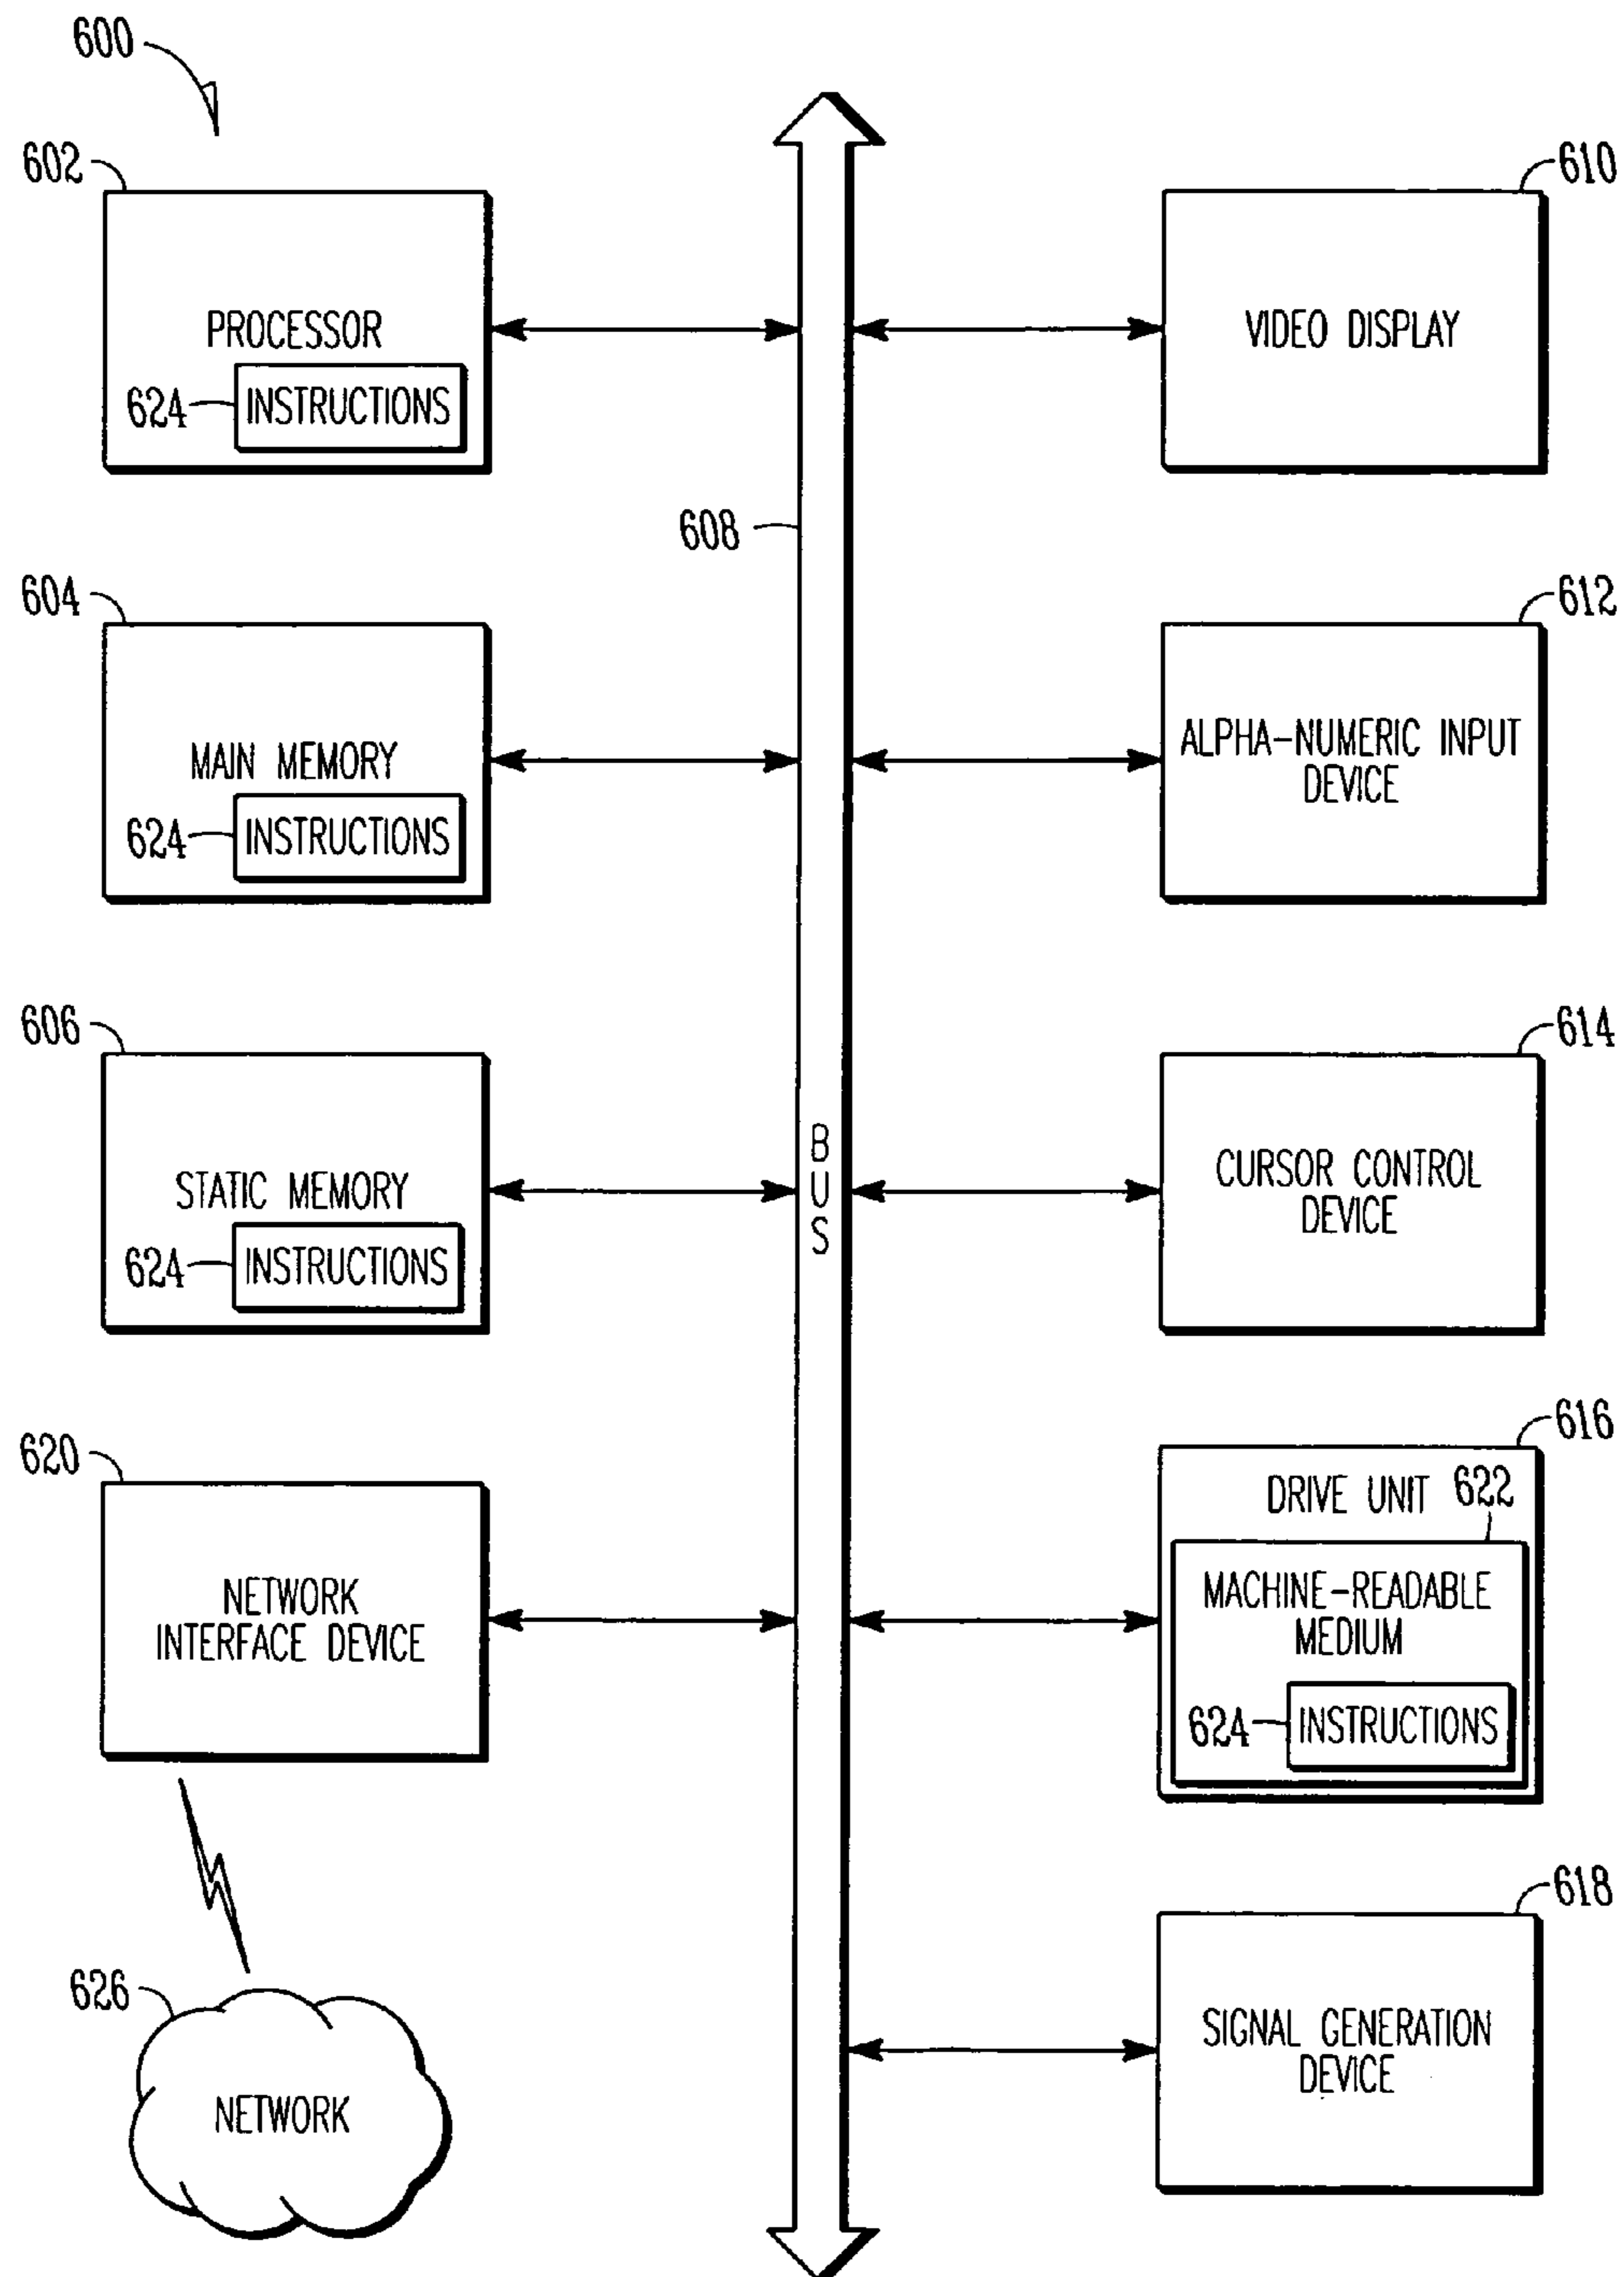 600
602
PROCESSOR
624
INSTRUCTIONS
604
MAIN MEMORY
624
INSTRUCTIONS
606
STATIC MEMORY
624
INSTRUCTIONS
620
NETWORK
INTERFACE DEVICE
626
NETWORK
608
BUS
610
VIDEO DISPLAY
612
ALPHA-NUMERIC INPUT
DEVICE
614
CURSOR CONTROL
DEVICE
616
DRIVE UNIT
622
MACHINE-READABLE
MEDIUM
624
INSTRUCTIONS
618
SIGNAL GENERATION
DEVICE